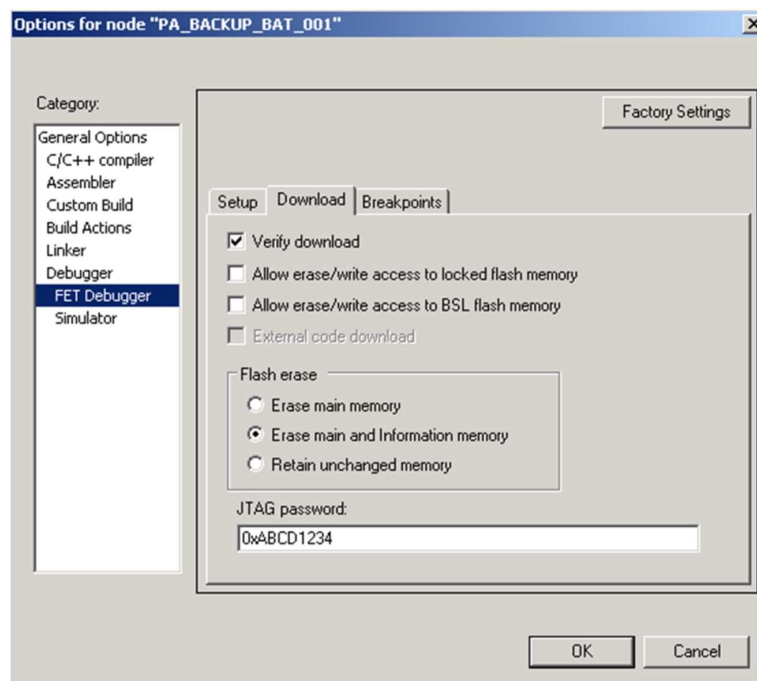 Options for node "PA_BACKUP_BAT_001"
Category:
General Options
C/C++ compiler
Assembler
Custom Build
Build Actions
Linker
Debugger
FET Debugger
Simulator
Factory Settings
Setup Download Breakpoints
Verify download
Allow erase/write access to locked flash memory
Allow erase/write access to BSL flash memory
External code download
Flash erase
Erase main memory
Erase main and Information memory
Retain unchanged memory
JTAG password:
0xABCD1234
OK Cancel